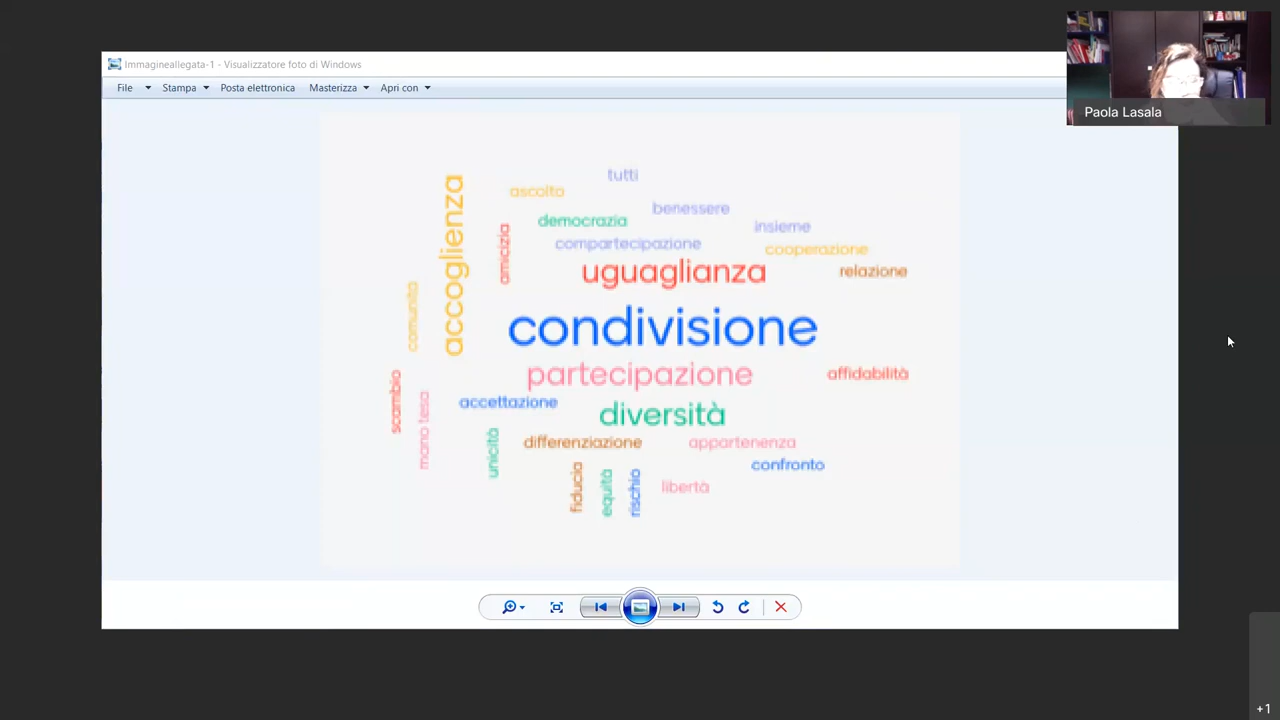 Immagineallegata-1 - Visualizzatore foto di Windows
File Stampa Posta elettronica Masterizza Apri con
Paola Lasala
tutti
ascolto
benessere
democrazia
insieme
compartecipazione
cooperazione
accoglienza
amicizia
uguaglianza
relazione
comunità
condivisione
partecipazione
affidabilità
scambio
mano tesa
accettazione
diversità
unicità
differenziazione
appartenenza
confronto
fiducia
equità
rischio
libertà
+1